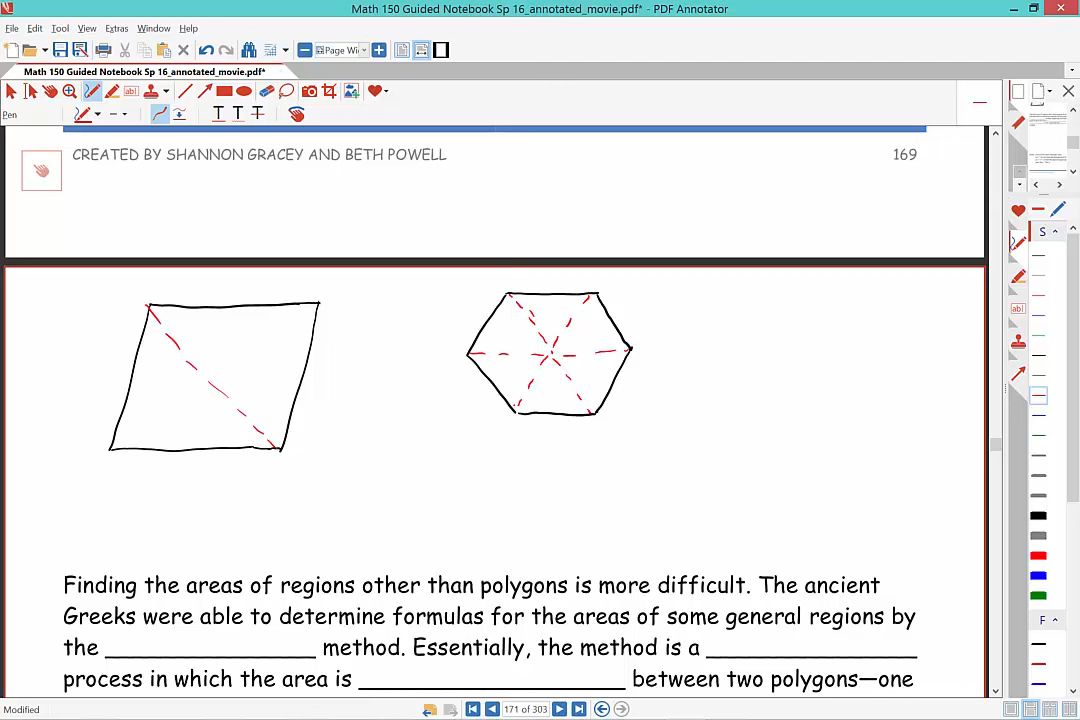 Math 150 Guided Notebook Sp 16_annotated_movie.pdf* - PDF Annotator
File Edit Tool View Extras Window Help
Page Wi
Math 150 Guided Notebook Sp 16_annotated_movie.pdf*
Pen
CREATED BY SHANNON GRACEY AND BETH POWELL 169
Finding the areas of regions other than polygons is more difficult. The ancient
Greeks were able to determine formulas for the areas of some general regions by
the ____________________ method. Essentially, the method is a ____________________
process in which the area is _________________________ between two polygons—one
S
F
Modified
171 of 303